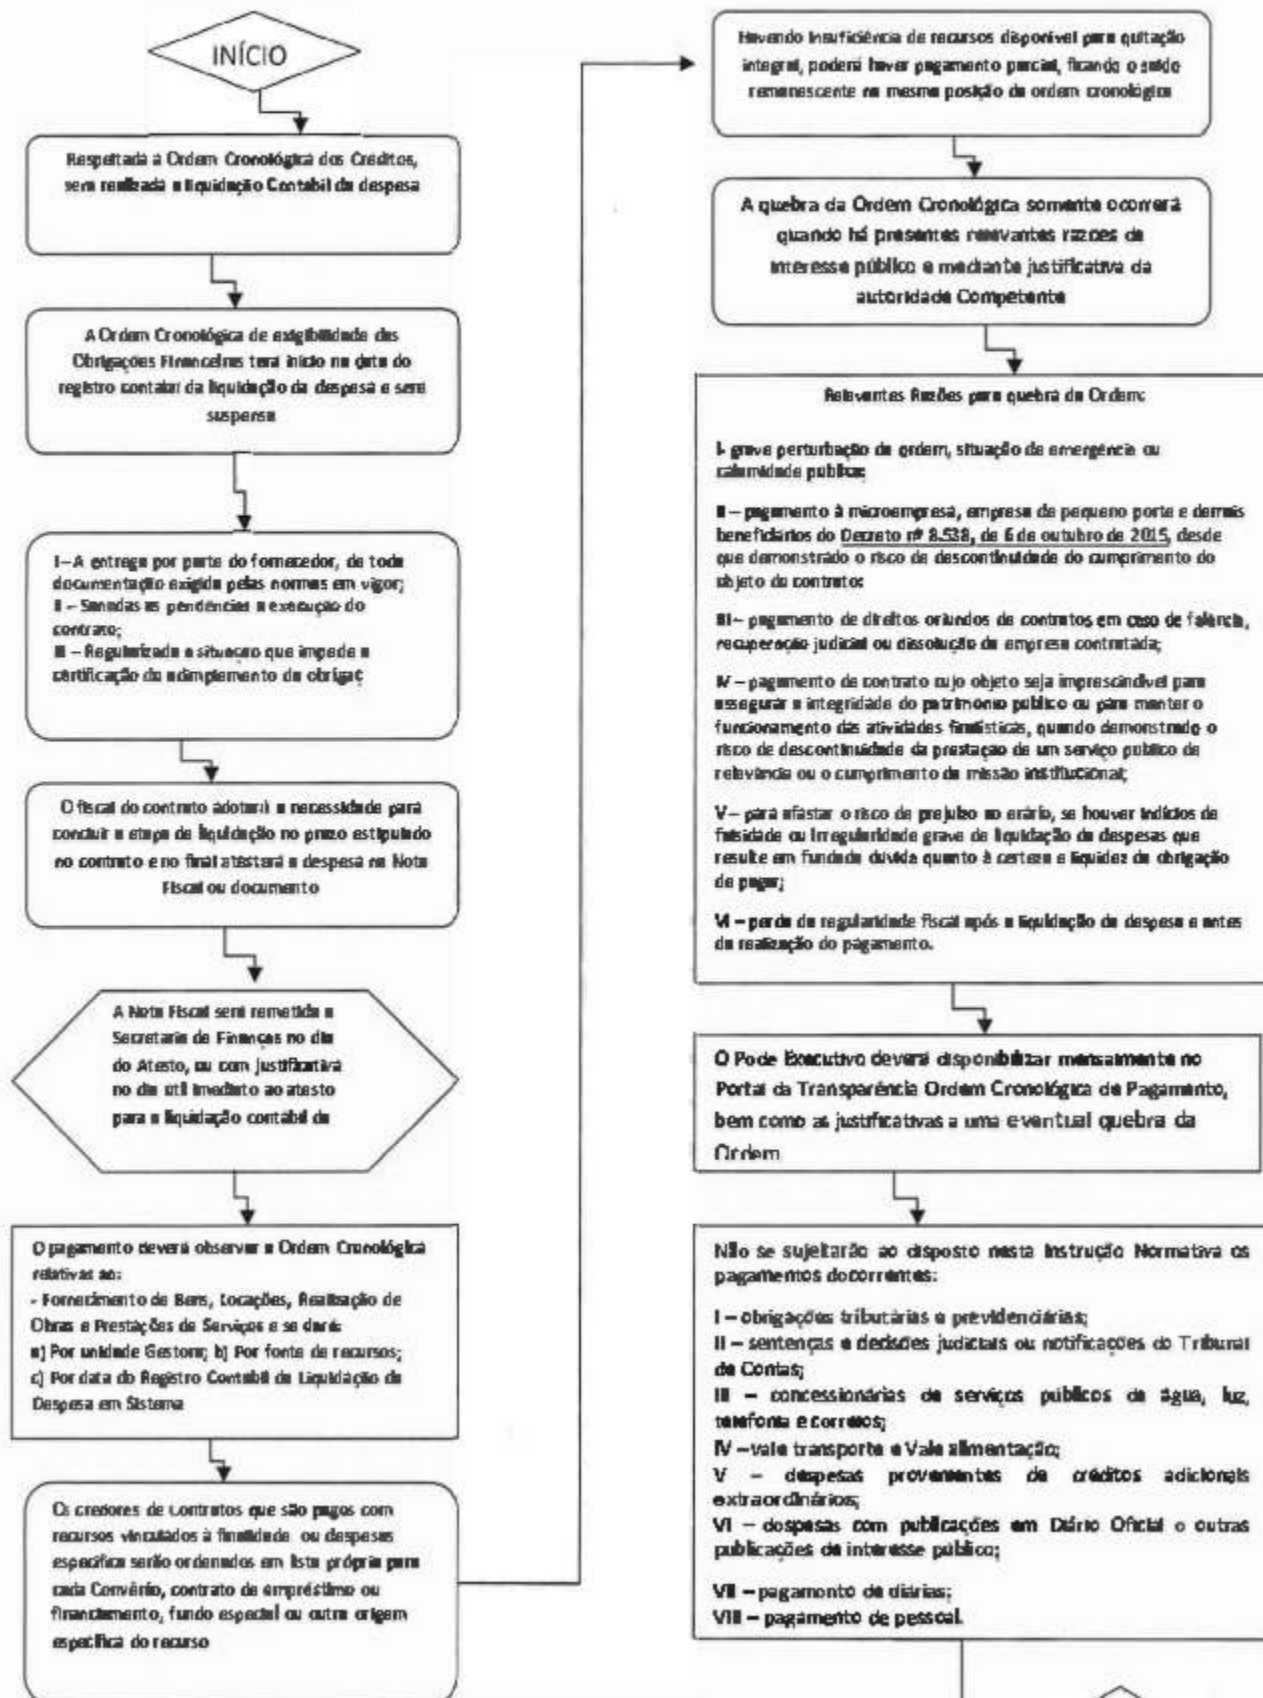 INÍCIO
Respeitada a Ordem Cronológica dos Créditos,
sera realizada a liquidação Contabil da despesa
A Ordem Cronológica de exigibilidade das
Obrigações Financeiras tera inicio na data do
registro contabil da liquidação da despesa e sera
suspensa
I – A entrega por parte do fornecedor, de toda
documentação exigida pelas normas em vigor;
II – Sanadas as pendências a execução do
contrato;
III – Regularizada a situaçao que impede a
certificação do adimplemento da obrigaç
O fiscal do contrato adotará a necessidade para
concluir a etapa de liquidação no prazo estipulado
no contrato e no final atestará a despesa na Nota
Fiscal ou documento
A Nota Fiscal sera remetida a
Secretaria de Finanças no dia
do Atesto, ou com justificativa
no dia útil imediato ao atesto
para a liquidação contábil de
O pagamento devera observar a Ordem Cronológica
relativas ao:
- Fornecimento de Bens, Locações, Realização de
Obras e Prestações de Serviços e se dará:
a) Por unidade Gestora; b) Por fonte de recursos;
c) Por data do Registro Contábil da Liquidação da
Despesa em Sistema
Os credores de Contratos que são pagos com
recursos vinculados à finalidade ou despesas
especifica serão ordenados em lista própria para
cada Convênio, contrato de empréstimo ou
financiamento, fundo especial ou outra origem
especifica do recurso
Havendo insuficiência de recursos disponível para quitação
integral, poderá haver pagamento parcial, ficando o saldo
remanescente na mesma posição da ordem cronológica
A quebra da Ordem Cronológica somente ocorrerá
quando há presentes relevantes razões de
interesse público e mediante justificativa da
autoridade Competente
Relevantes Razões para quebra da Ordem:
I- grave perturbação da ordem, situação de emergência ou
calamidade publica;
II – pagamento à microempresa, empresa de pequeno porte e demais
beneficiários do Decreto nº 8.538, de 6 de outubro de 2015, desde
que demonstrado o risco de descontinuidade do cumprimento do
objeto do contrato;
III – pagamento de direitos oriundos de contratos em caso de falência,
recuperação judicial ou dissolução da empresa contratada;
IV – pagamento de contrato cujo objeto seja imprescindível para
assegurar a integridade do patrimônio publico ou para manter o
funcionamento das atividades finalísticas, quando demonstrado o
risco de descontinuidade da prestação de um serviço publico de
relevância ou o cumprimento da missão institucional;
V – para afastar o risco de prejuízo ao erário, se houver indícios de
falsidade ou irregularidade grave da liquidação da despesas que
resulte em fundada dúvida quanto à certeza e liquidez da obrigação
de pagar;
VI – perda da regularidade fiscal após a liquidação da despesa e antes
da realização do pagamento.
O Pode Executivo deverá disponibilizar mensalmente no
Portal da Transparência Ordem Cronológica de Pagamento,
bem como as justificativas a uma eventual quebra da
Ordem
Não se sujeitarão ao disposto nesta Instrução Normativa os
pagamentos decorrentes:
I – obrigações tributárias e previdenciárias;
II – sentenças e decisões judiciais ou notificações do Tribunal
de Contas;
III – concessionárias de serviços públicos de água, luz,
telefonia e correios;
IV – vale transporte e Vale alimentação;
V – despesas provenientes de créditos adicionais
extraordinários;
VI – despesas com publicações em Diário Oficial e outras
publicações de interesse público;
VII – pagamento de diárias;
VIII – pagamento de pessoal.